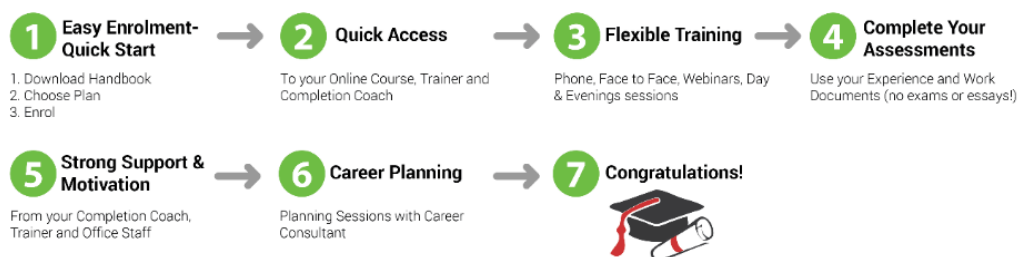 1
Easy Enrolment-
Quick Start
1. Download Handbook
2. Choose Plan
3. Enrol
2
Quick Access
To your Online Course, Trainer and
Completion Coach
3
Flexible Training
Phone, Face to Face, Webinars, Day
& Evenings sessions
4
Complete Your
Assessments
Use your Experience and Work
Documents (no exams or essays!)
5
Strong Support &
Motivation
From your Completion Coach,
Trainer and Office Staff
6
Career Planning
Planning Sessions with Career
Consultant
7
Congratulations!